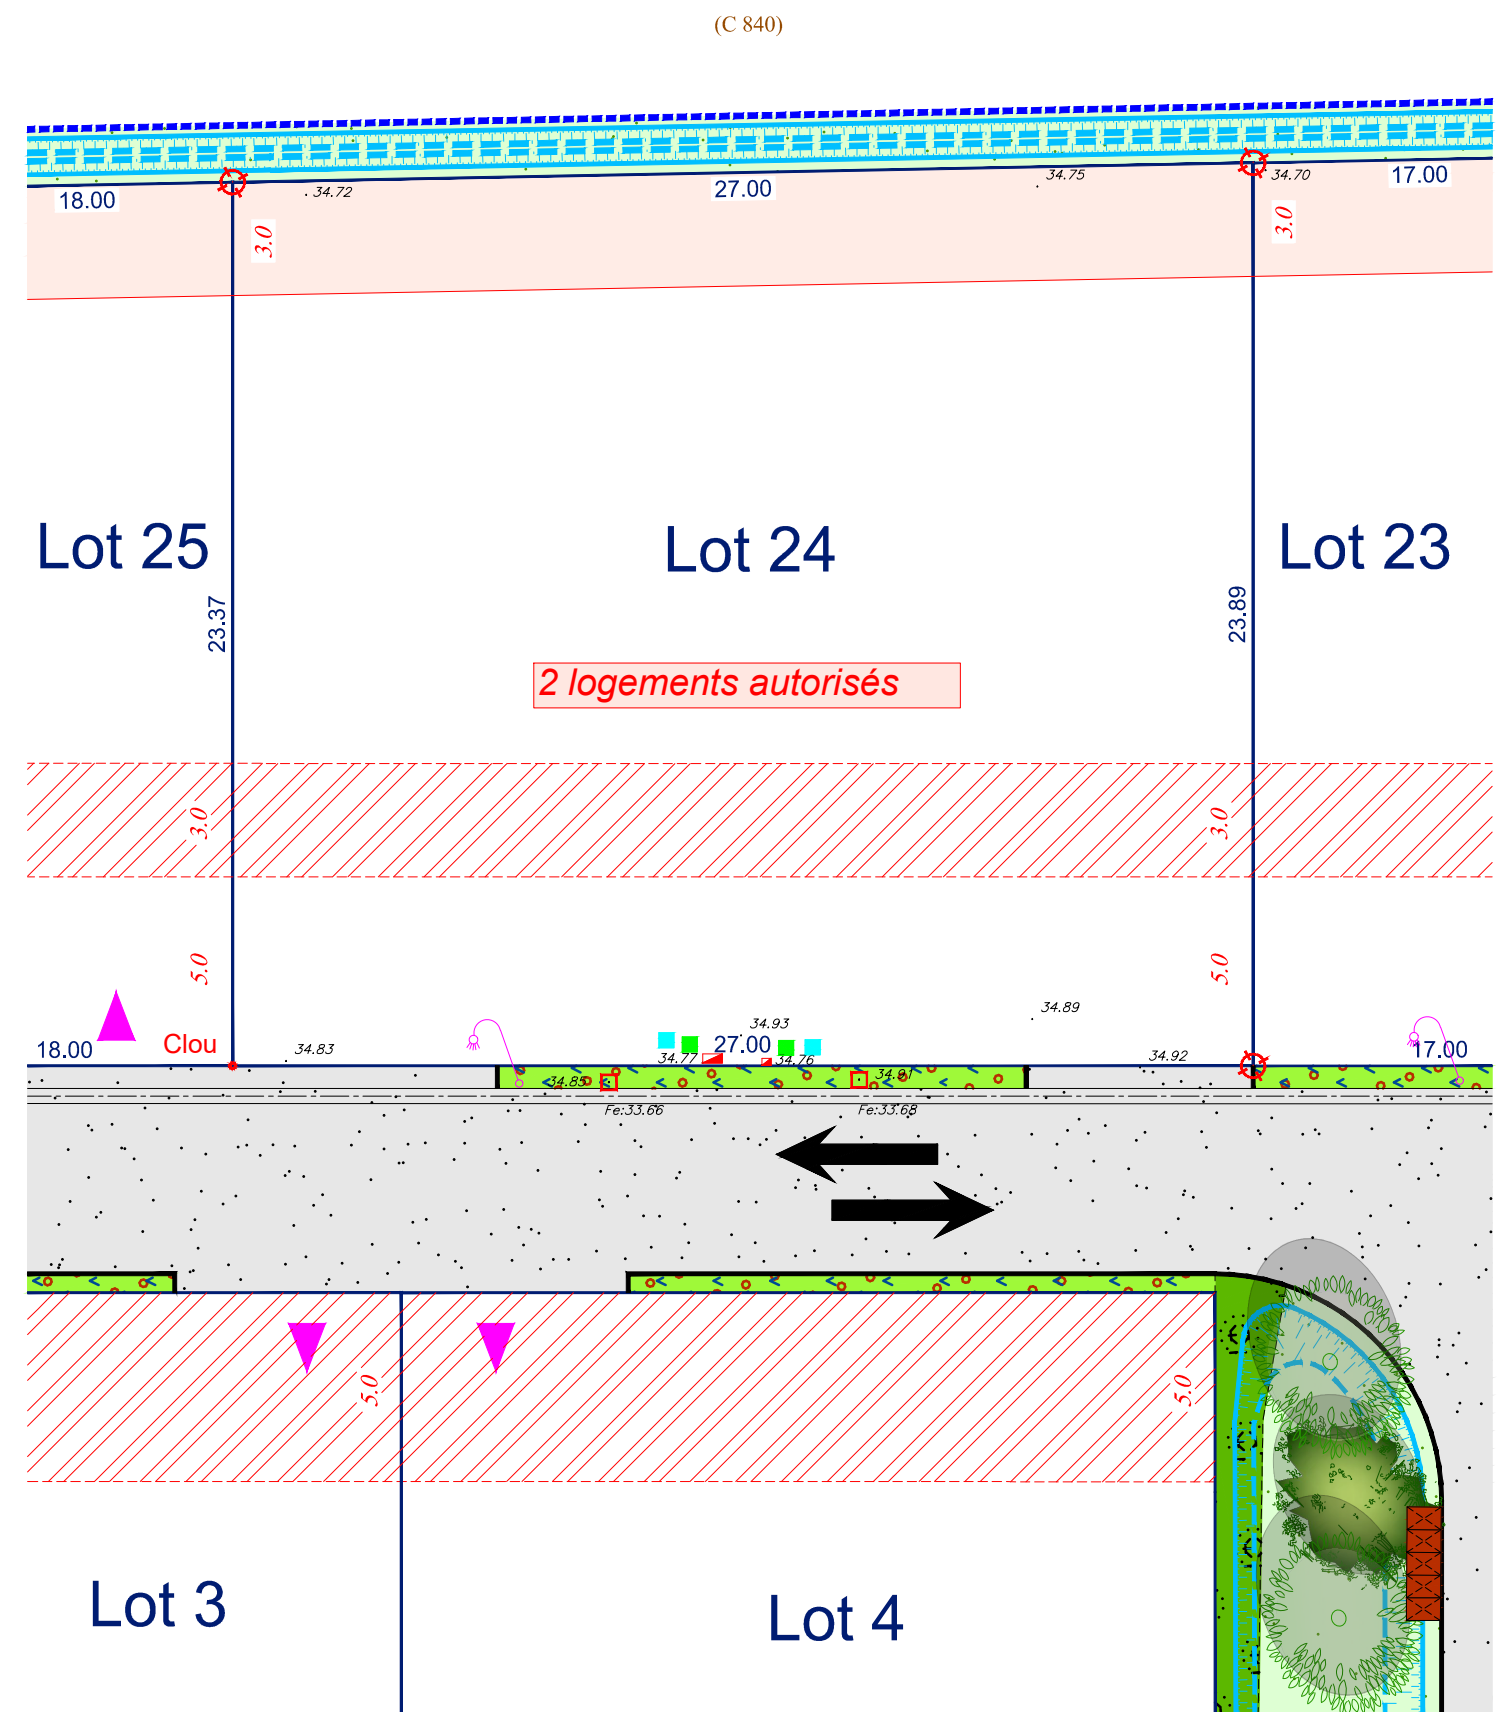 (C 840)
18.00
34.72
27.00
34.75
34.70
17.00
3.0
3.0
Lot 25
Lot 24
Lot 23
23.37
23.89
2 logements autorisés
3.0
3.0
5.0
5.0
18.00
Clou
34.83
34.93
34.89
27.00
34.77
34.76
34.92
17.00
34.85
34.91
Fe:33.66
Fe:33.68
5.0
5.0
Lot 3
Lot 4